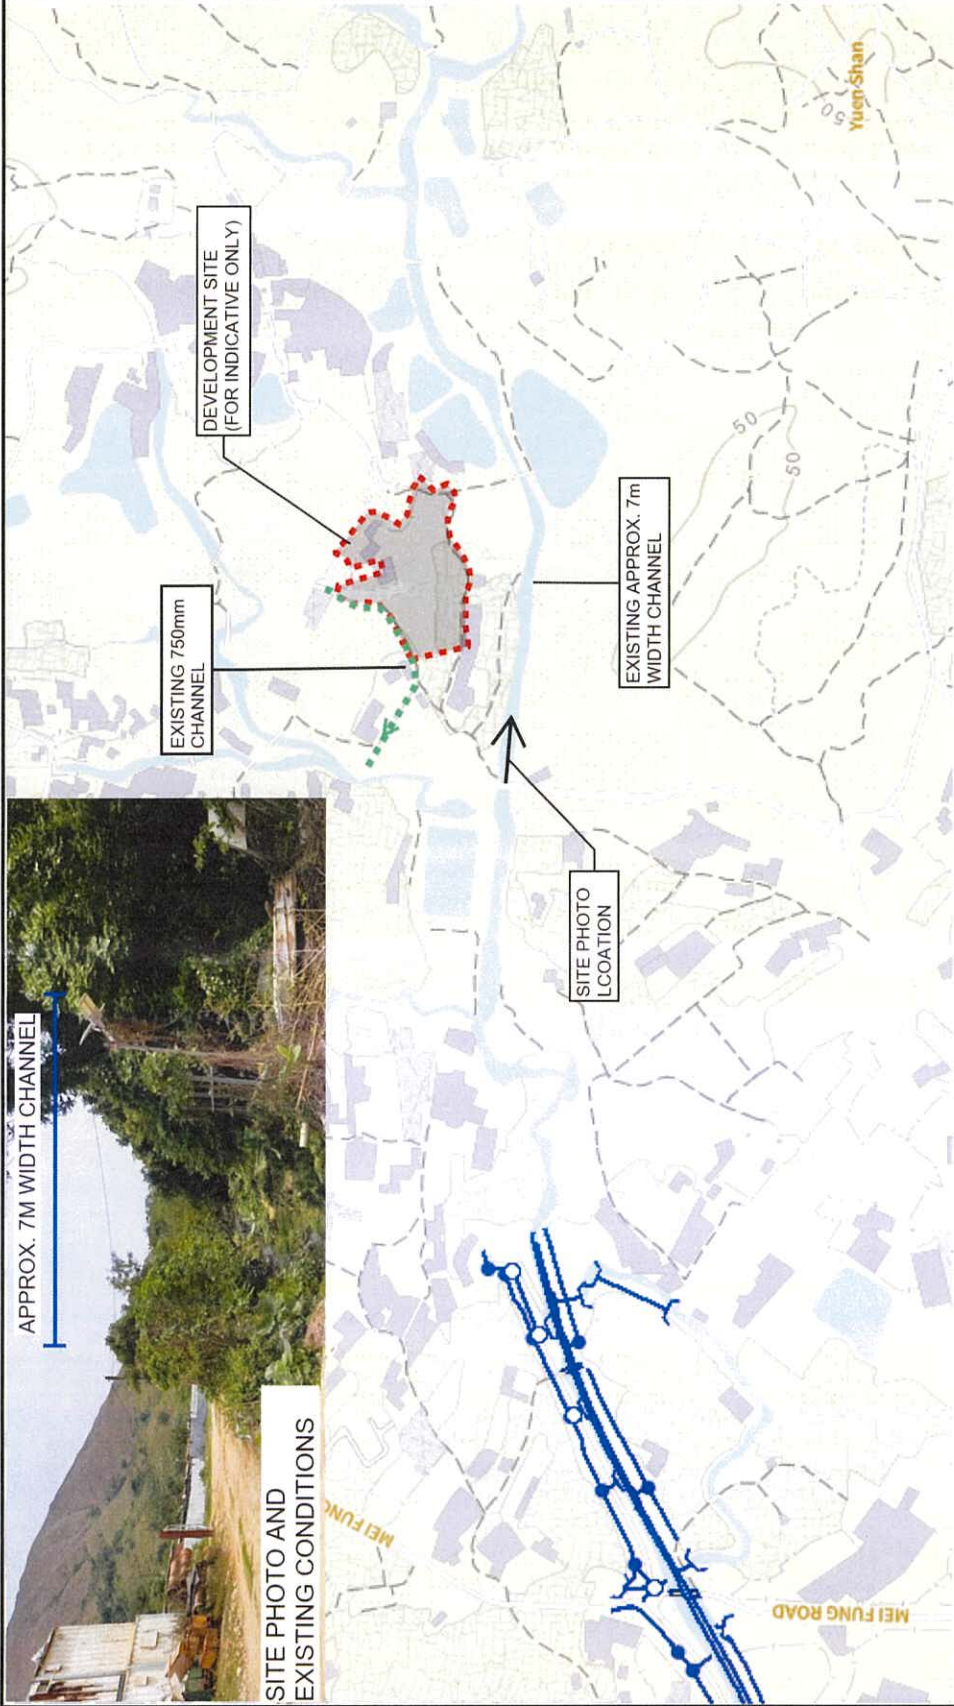 APPROX. 7M WIDTH CHANNEL
SITE PHOTO AND
EXISTING CONDITIONS
EXISTING 750mm
CHANNEL
DEVELOPMENT SITE
(FOR INDICATIVE ONLY)
SITE PHOTO
LCOATION
EXISTING APPROX. 7m
WIDTH CHANNEL
MEI FUNG
MEI FUNG ROAD
50
50
50
Yuen Shan